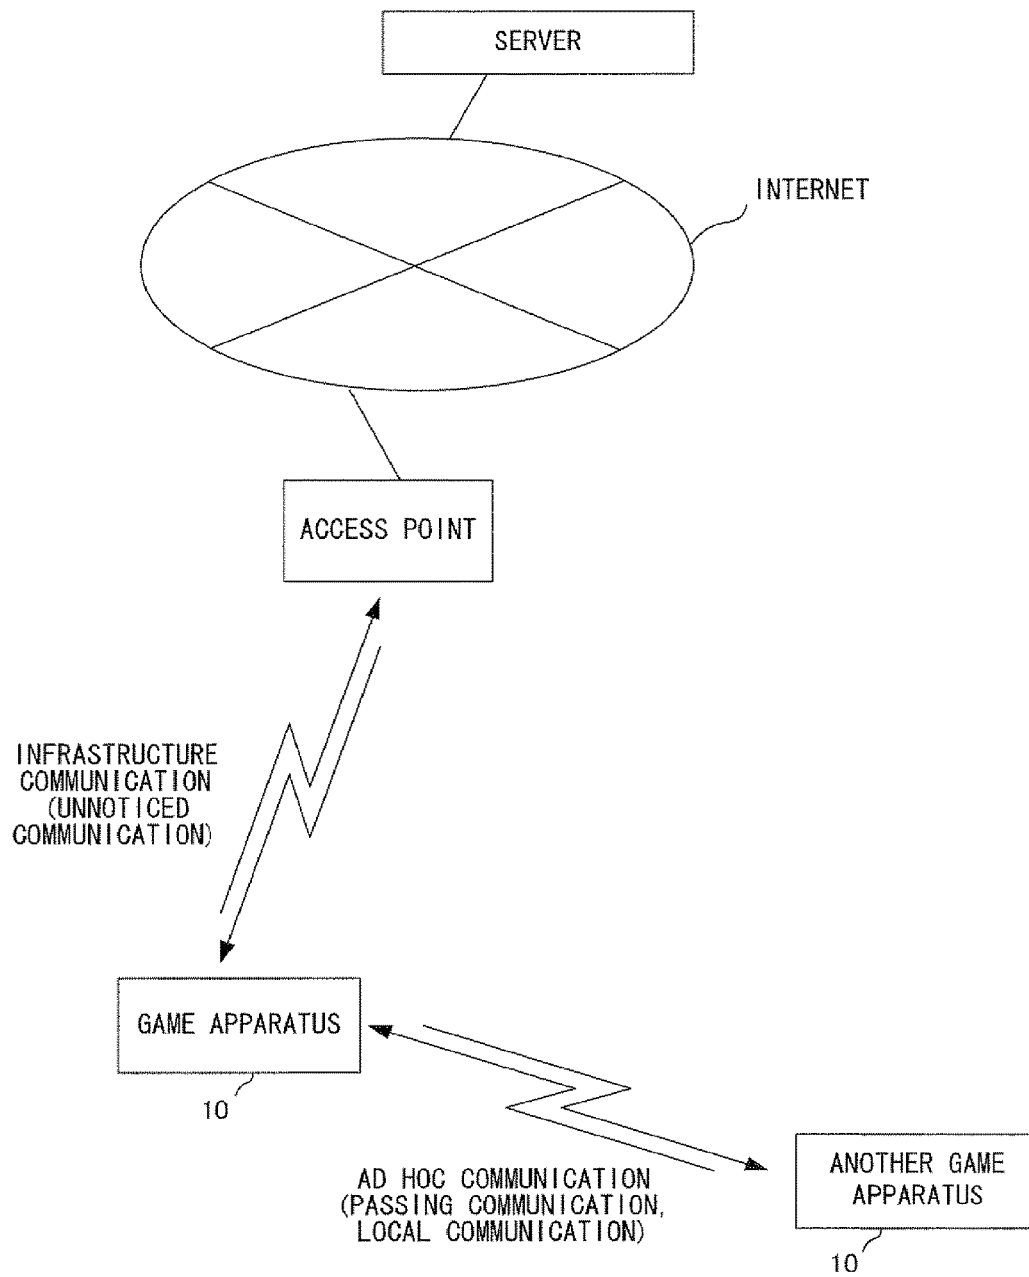 SERVER
INTERNET
ACCESS POINT
INFRASTRUCTURE
COMMUNICATION
(UNNOTICED
COMMUNICATION)
GAME APPARATUS
10
AD HOC COMMUNICATION
(PASSING COMMUNICATION,
LOCAL COMMUNICATION)
ANOTHER GAME
APPARATUS
10